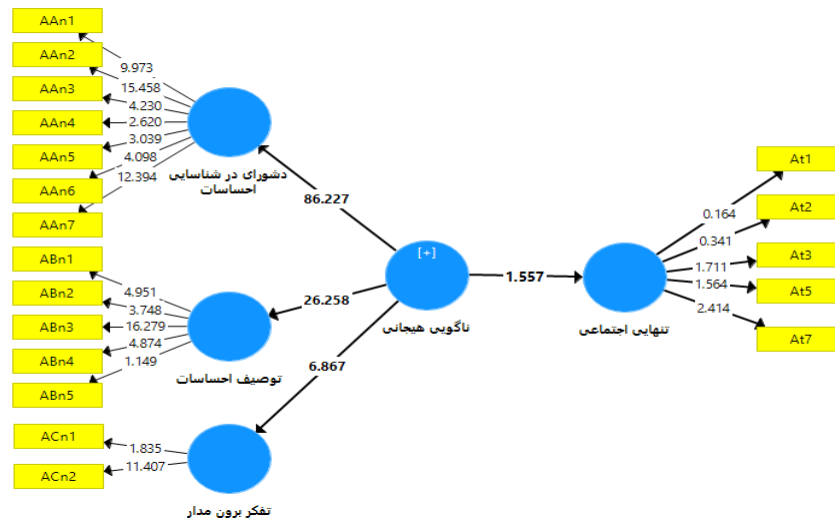 AAn1
AAn2
AAn3
AAn4
AAn5
AAn6
AAn7
9.973
15.458
4.230
2.620
3.039
4.098
12.394
دشورای در شناسایی
احساسات
86.227
ABn1
ABn2
ABn3
ABn4
ABn5
4.951
3.748
16.279
4.874
1.149
توصیف احساسات
26.258
ACn1
ACn2
1.835
11.407
تفکر برون مدار
6.867
[+]
ناگویی هیجانی
1.557
تنهایی اجتماعی
0.164
0.341
1.711
1.564
2.414
At1
At2
At3
At5
At7